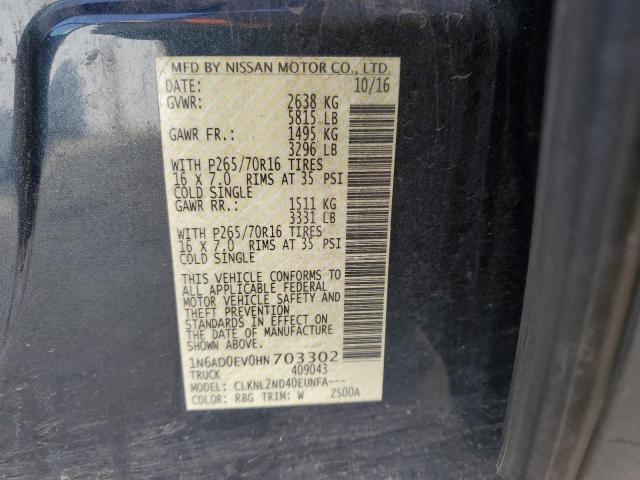 MFD BY NISSAN MOTOR CO., LTD.
DATE: 10/16
GVWR: 2638 KG
5815 LB
GAWR FR.: 1495 KG
3296 LB
WITH P265/70R16 TIRES
16 X 7.0 RIMS AT 35 PSI
COLD SINGLE
GAWR RR.: 1511 KG
3331 LB
WITH P265/70R16 TIRES
16 X 7.0 RIMS AT 35 PSI
COLD SINGLE
THIS VEHICLE CONFORMS TO
ALL APPLICABLE FEDERAL
MOTOR VEHICLE SAFETY AND
THEFT PREVENTION
STANDARDS IN EFFECT ON
THE DATE OF MANUFACTURE
SHOWN ABOVE.
1N6AD0EV0HN 703302
TRUCK 409043
MODEL: CLKNL2ND40EUNFA---
COLOR: RBG TRIM: W ZS00A